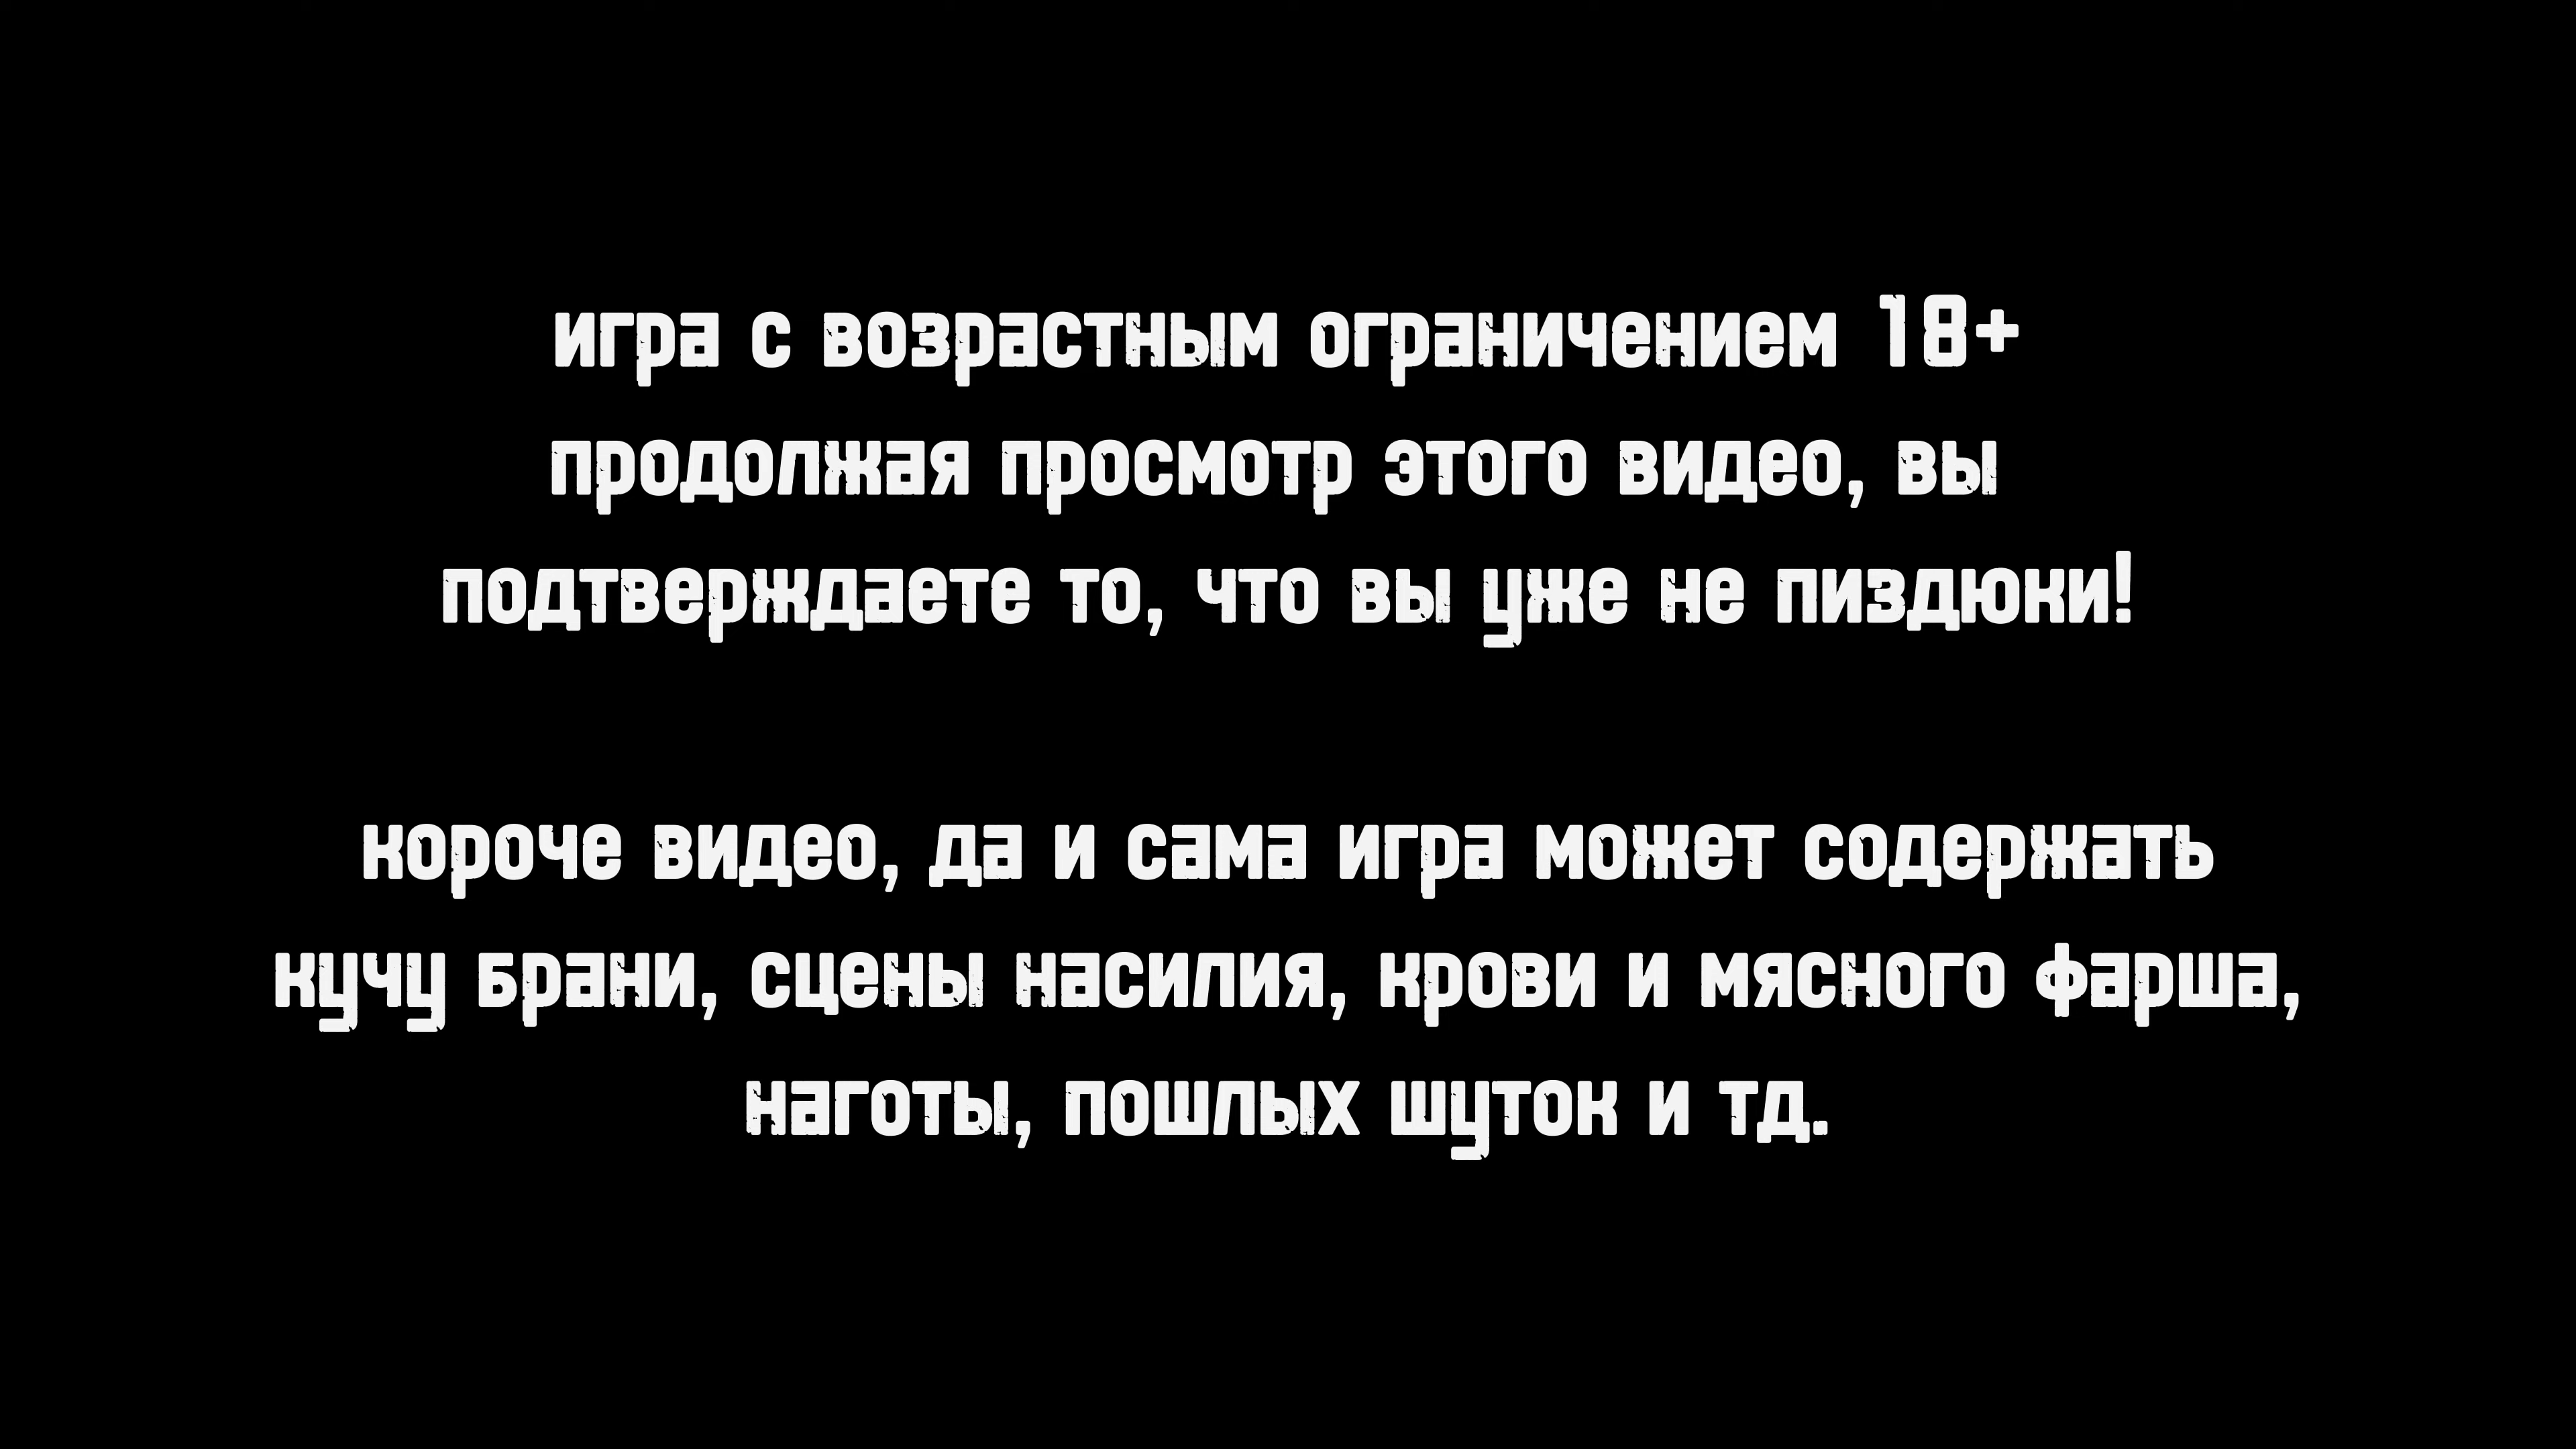 игра с возрастным ограничением 18+
продолжая просмотр этого видео, вы
подтверждаете то, что вы уже не пиздюки!
короче видео, да и сама игра может содержать
кучу брани, сцены насилия, крови и мясного фарша,
наготы, пошлых шуток и тд.